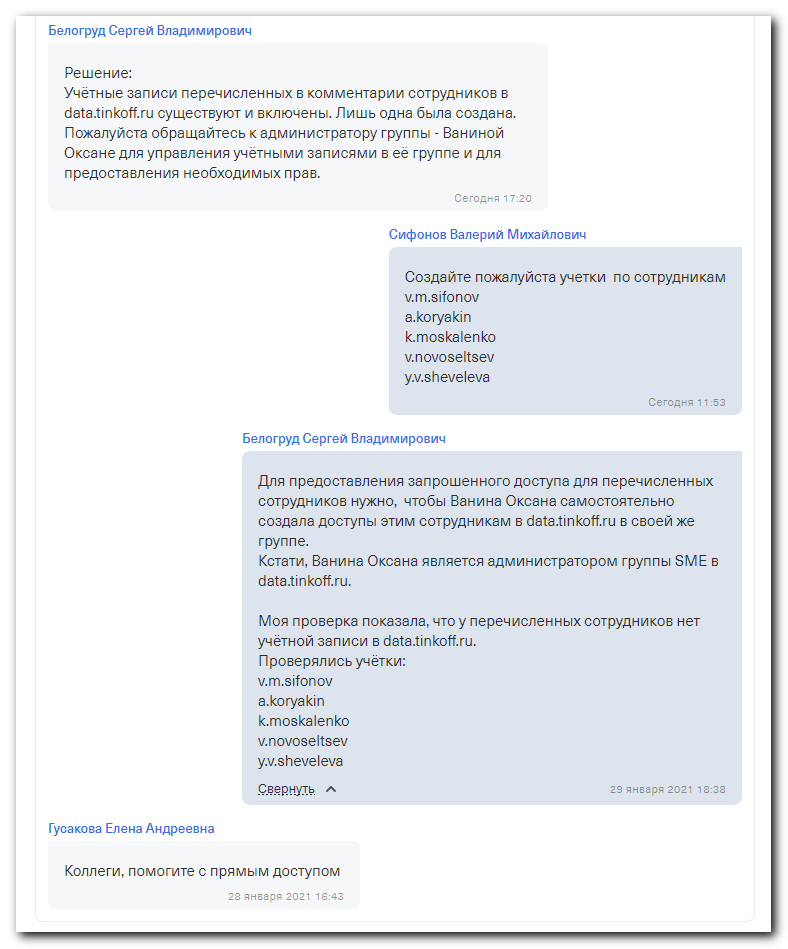 Белогруд Сергей Владимирович
Решение:
Учётные записи перечисленных в комментарии сотрудников в
data.tinkoff.ru существуют и включены. Лишь одна была создана.
Пожалуйста обращайтесь к администратору группы - Ваниной
Оксане для управления учётными записями в её группе и для
предоставления необходимых прав.
Сегодня 17:20
Сифонов Валерий Михайлович
Создайте пожалуйста учетки  по сотрудникам
v.m.sifonov
a.koryakin
k.moskalenko
v.novoseltsev
y.v.sheveleva
Сегодня 11:53
Белогруд Сергей Владимирович
Для предоставления запрошенного доступа для перечисленных
сотрудников нужно,  чтобы Ванина Оксана самостоятельно
создала доступы этим сотрудникам в data.tinkoff.ru в своей же
группе.
Кстати, Ванина Оксана является администратором группы SME в
data.tinkoff.ru.
Моя проверка показала, что у перечисленных сотрудников нет
учётной записи в data.tinkoff.ru.
Проверялись учётки:
v.m.sifonov
a.koryakin
k.moskalenko
v.novoseltsev
y.v.sheveleva
Свернуть
29 января 2021 18:38
Гусакова Елена Андреевна
Коллеги, помогите с прямым доступом
28 января 2021 16:43